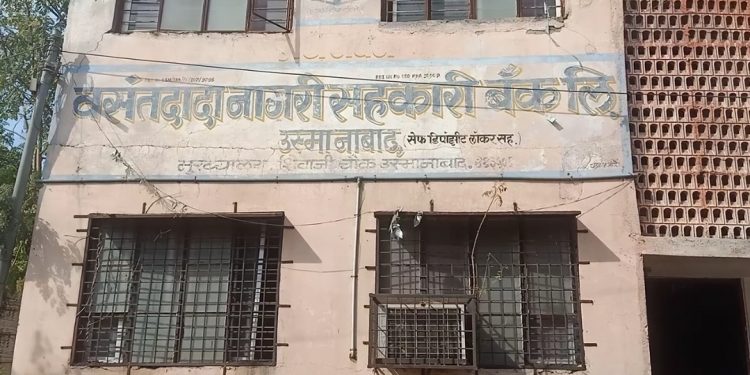 वसंतदादा नागरी सहकारी बँक लि.
उस्मानाबाद. (सेफ डिपॉझीट लॉकर सह.)
मुख्यालय: शिवाजी चौक उस्मानाबाद.